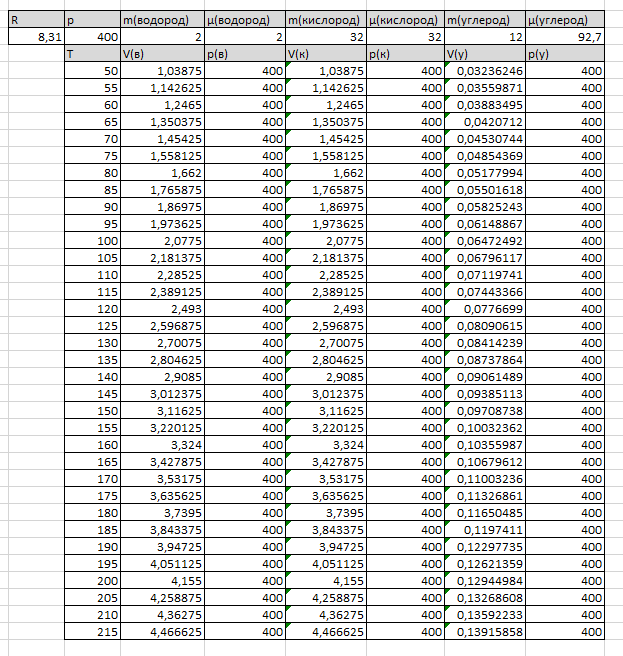 R p m(водород) μ(водород) m(кислород) μ(кислород) m(углерод) μ(углерод)
8,31 400 2 2 32 32 12 92,7
T V(в) p(в) V(к) p(к) V(у) p(у)
50 1,03875 400 1,03875 400 0,03236246 400
55 1,142625 400 1,142625 400 0,03559871 400
60 1,2465 400 1,2465 400 0,03883495 400
65 1,350375 400 1,350375 400 0,0420712 400
70 1,45425 400 1,45425 400 0,04530744 400
75 1,558125 400 1,558125 400 0,04854369 400
80 1,662 400 1,662 400 0,05177994 400
85 1,765875 400 1,765875 400 0,05501618 400
90 1,86975 400 1,86975 400 0,05825243 400
95 1,973625 400 1,973625 400 0,06148867 400
100 2,0775 400 2,0775 400 0,06472492 400
105 2,181375 400 2,181375 400 0,06796117 400
110 2,28525 400 2,28525 400 0,07119741 400
115 2,389125 400 2,389125 400 0,07443366 400
120 2,493 400 2,493 400 0,0776699 400
125 2,596875 400 2,596875 400 0,08090615 400
130 2,70075 400 2,70075 400 0,08414239 400
135 2,804625 400 2,804625 400 0,08737864 400
140 2,9085 400 2,9085 400 0,09061489 400
145 3,012375 400 3,012375 400 0,09385113 400
150 3,11625 400 3,11625 400 0,09708738 400
155 3,220125 400 3,220125 400 0,10032362 400
160 3,324 400 3,324 400 0,10355987 400
165 3,427875 400 3,427875 400 0,10679612 400
170 3,53175 400 3,53175 400 0,11003236 400
175 3,635625 400 3,635625 400 0,11326861 400
180 3,7395 400 3,7395 400 0,11650485 400
185 3,843375 400 3,843375 400 0,1197411 400
190 3,94725 400 3,94725 400 0,12297735 400
195 4,051125 400 4,051125 400 0,12621359 400
200 4,155 400 4,155 400 0,12944984 400
205 4,258875 400 4,258875 400 0,13268608 400
210 4,36275 400 4,36275 400 0,13592233 400
215 4,466625 400 4,466625 400 0,13915858 400